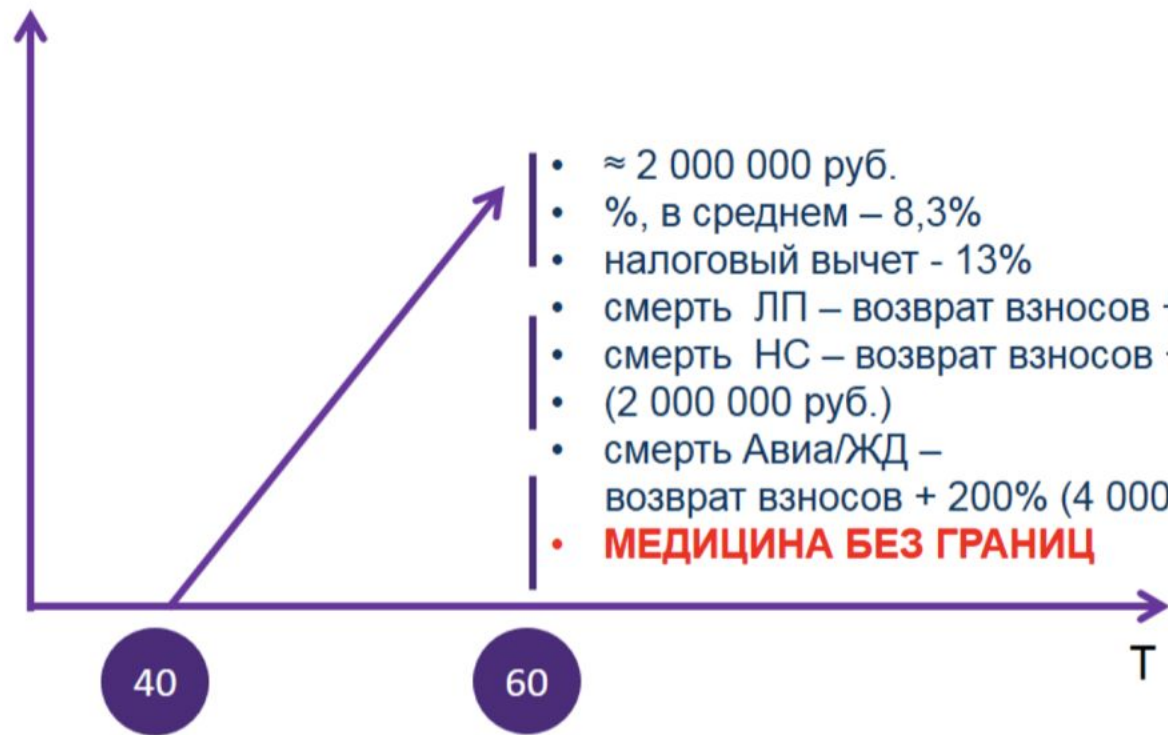 • ≈ 2 000 000 руб.
• %, в среднем – 8,3%
• налоговый вычет - 13%
• смерть ЛП – возврат взносов
• смерть НС – возврат взносов
• (2 000 000 руб.)
• смерть Авиа/ЖД –
возврат взносов + 200% (4 000
• МЕДИЦИНА БЕЗ ГРАНИЦ
40
60
T